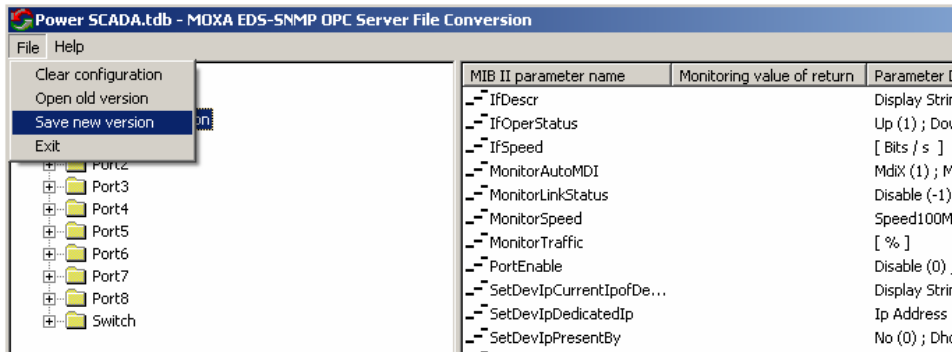 Power SCADA.tdb - MOXA EDS-SNMP OPC Server File Conversion
File Help
Clear configuration
Open old version
Save new version
Exit
Port2
Port3
Port4
Port5
Port6
Port7
Port8
Switch
MIB II parameter name Monitoring value of return Parameter
IfDescr Display
IfOperStatus Up (1) ;
IfSpeed [ Bits / s ]
MonitorAutoMDI MdiX (1) ;
MonitorLinkStatus Disable (-1)
MonitorSpeed Speed100M
MonitorTraffic [ % ]
PortEnable Disable (0)
SetDevIpCurrentIpofDe... Display
SetDevIpDedicatedIp Ip Address
SetDevIpPresentBy No (0) ;